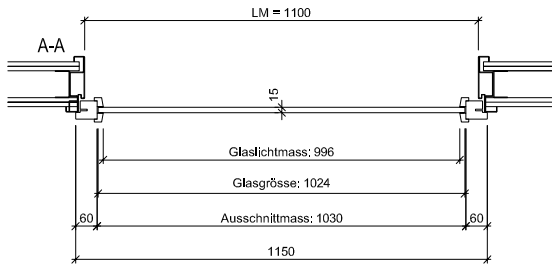 LM = 1100
A-A
15
Glaslichtmass: 996
Glasgrösse: 1024
60 Ausschnittmass: 1030 60
1150